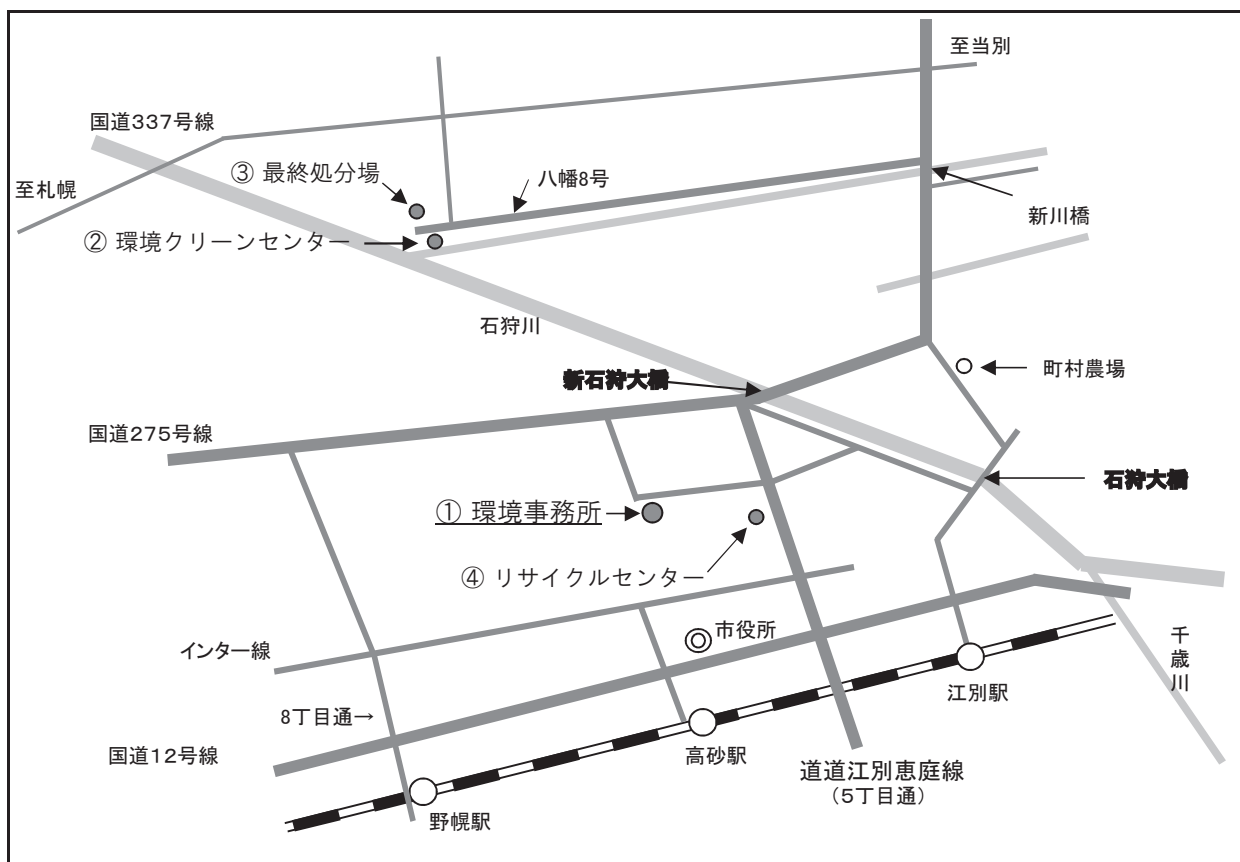 至当別
国道337号線
③ 最終処分場
八幡8号
至札幌
新川橋
② 環境クリーンセンター
石狩川
町村農場
新石狩大橋
国道275号線
石狩大橋
① 環境事務所
④ リサイクルセンター
市役所
インター線
千歳川
江別駅
8丁目通→
高砂駅
国道12号線
道道江別恵庭線
（5丁目通）
野幌駅